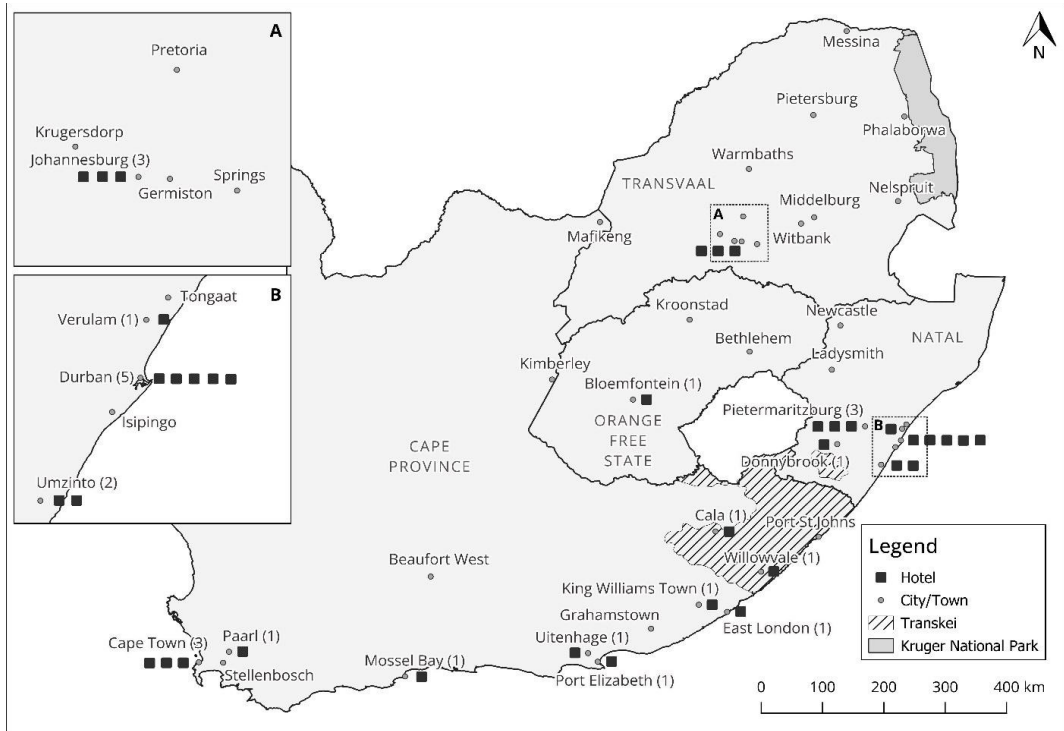 A
Pretoria
Krugersdorp
Johannesburg (3)
Germiston
Springs
B
Tongaat
Verulam (1)
Durban (5)
Isipingo
Umzinto (2)
N
Messina
Pietersburg
Phalaborwa
Warmbaths
TRANSVAAL
Nelspruit
Middelburg
A
Mafikeng
Witbank
Kroonstad
Newcastle
NATAL
Bethlehem
Ladysmith
Kimberley
Bloemfontein (1)
Pietermaritzburg (3)
ORANGE
FREE
STATE
B
CAPE
PROVINCE
Donnybrook (1)
Cala (1)
Port St Johns
Willowvale (1)
Beaufort West
King Williams Town (1)
Grahamstown
East London (1)
Uitenhage (1)
Cape Town (3)
Paarl (1)
Stellenbosch
Mossel Bay (1)
Port Elizabeth (1)
Legend
Hotel
City/Town
Transkei
Kruger National Park
0 100 200 300 400 km